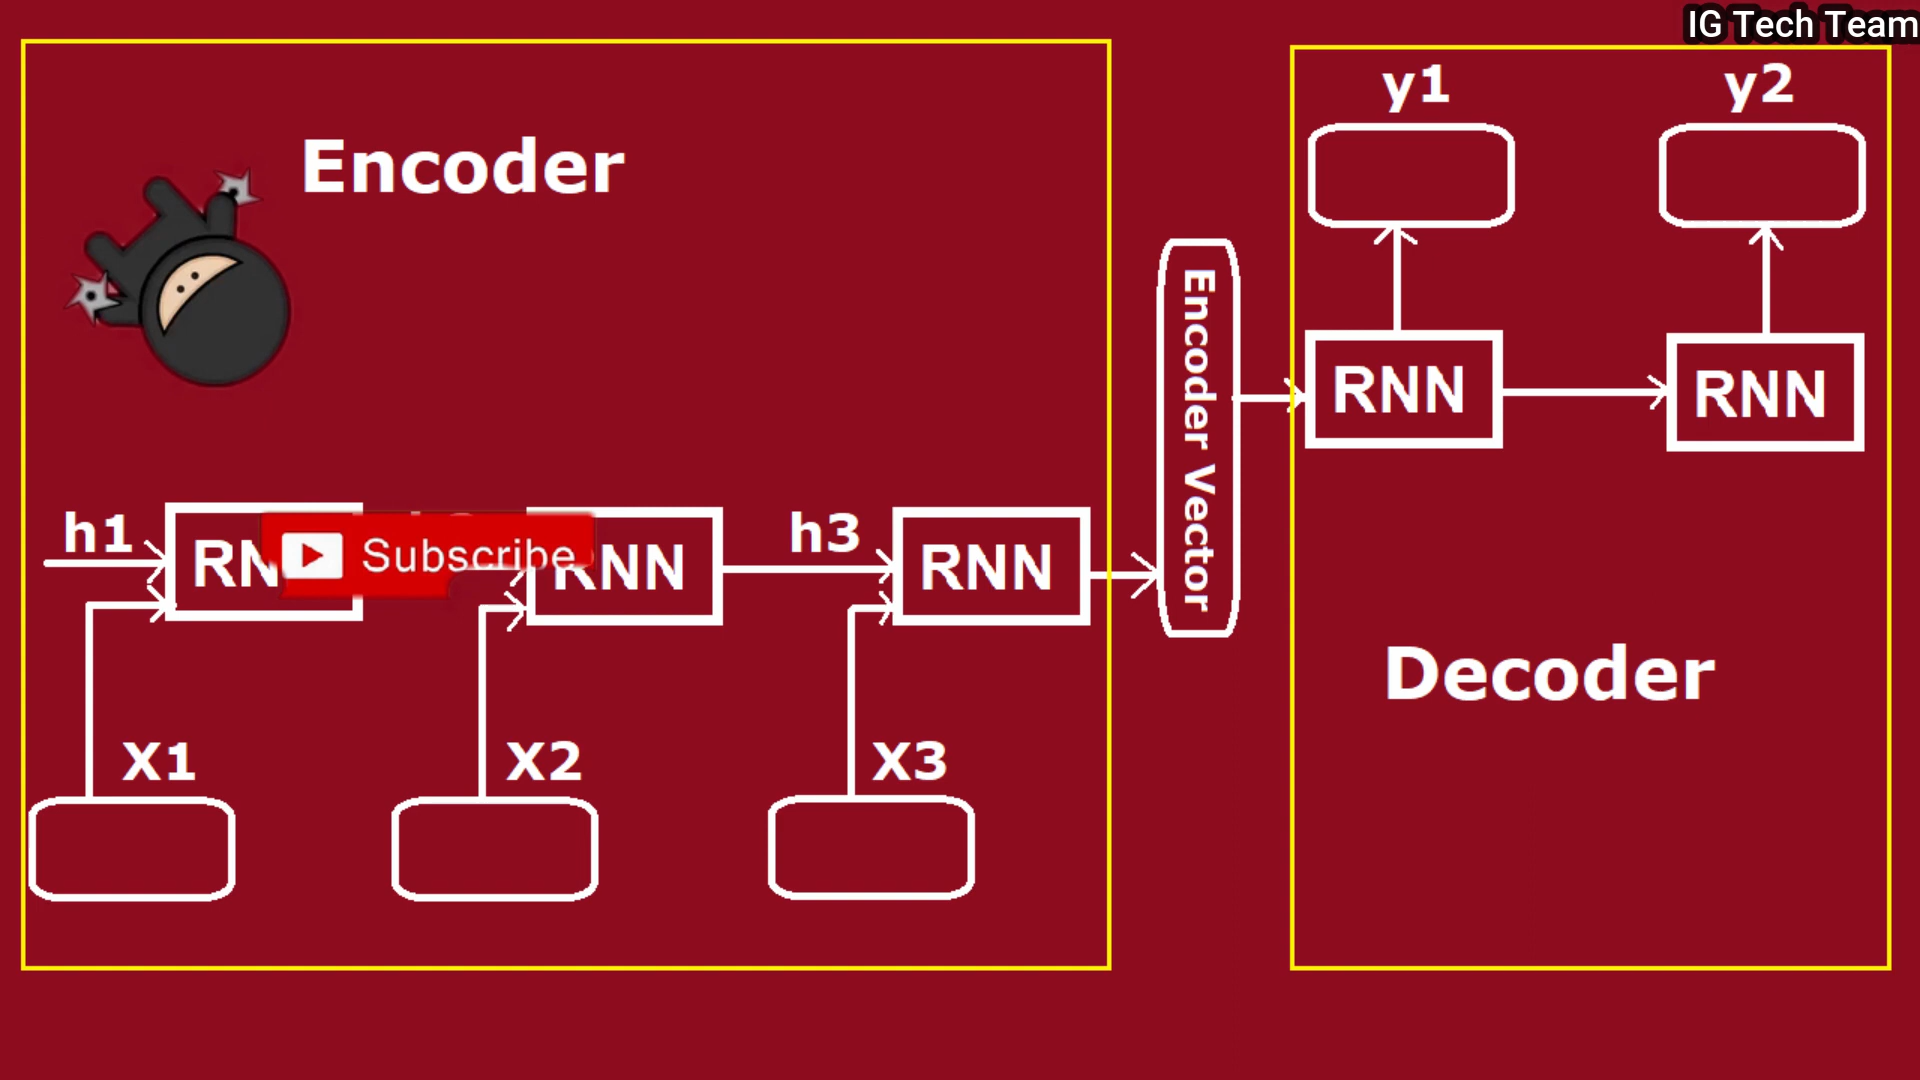 IG Tech Team
y1
y2
Encoder
Encoder Vector
RNN
RNN
h1
Subscribe
RNN
h3
RNN
Decoder
X1
X2
X3